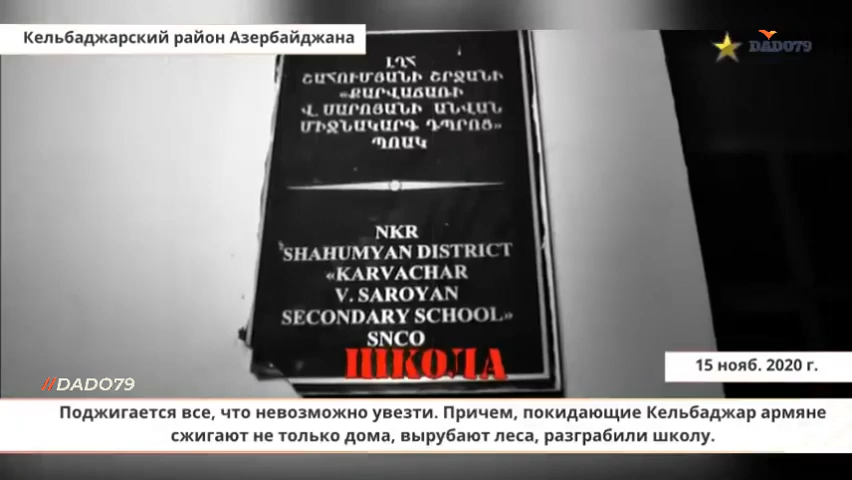 Кельбаджарский район Азербайджана
DADO79
ԼՂՀ
ՇԱՀՈՒՄՅԱՆԻ ՇՐՋԱՆԻ
«ՔԱՐՎԱՃԱՌԻ
Վ. ՍԱՐՈՅԱՆԻ ԱՆՎԱՆ
ՄԻՋՆԱԿԱՐԳ ԴՊՐՈՑ»
ՊՈԱԿ
NKR
SHAHUMYAN DISTRICT
«KARVACHAR
V. SAROYAN
SECONDARY SCHOOL»
SNCO
ШКОЛА
15 нояб. 2020 г.
//DADO79
Поджигается все, что невозможно увезти. Причем, покидающие Кельбаджар армяне
сжигают не только дома, вырубают леса, разграбили школу.